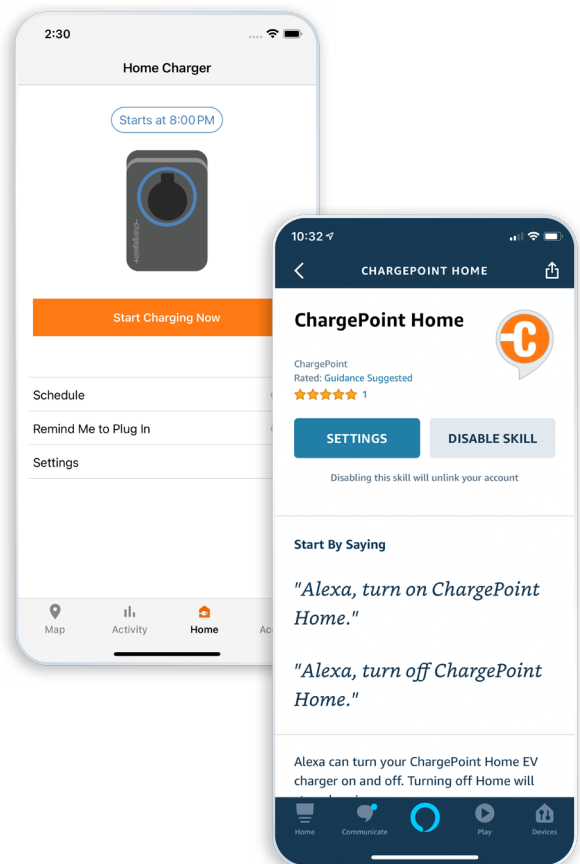 2:30
Home Charger
Starts at 8:00 PM
-chargepoin+
Start Charging Now
Schedule
Remind Me to Plug In
Settings
Map
Activity
Home
10:32
CHARGEPOINT HOME
ChargePoint Home
ChargePoint
Rated: Guidance Suggested
1
SETTINGS
DISABLE SKILL
Disabling this skill will unlink your account
Start By Saying
"Alexa, turn on ChargePoint
Home."
"Alexa, turn off ChargePoint
Home."
Alexa can turn your ChargePoint Home EV
charger on and off. Turning off Home will
Home
Communicate
Play
Devices